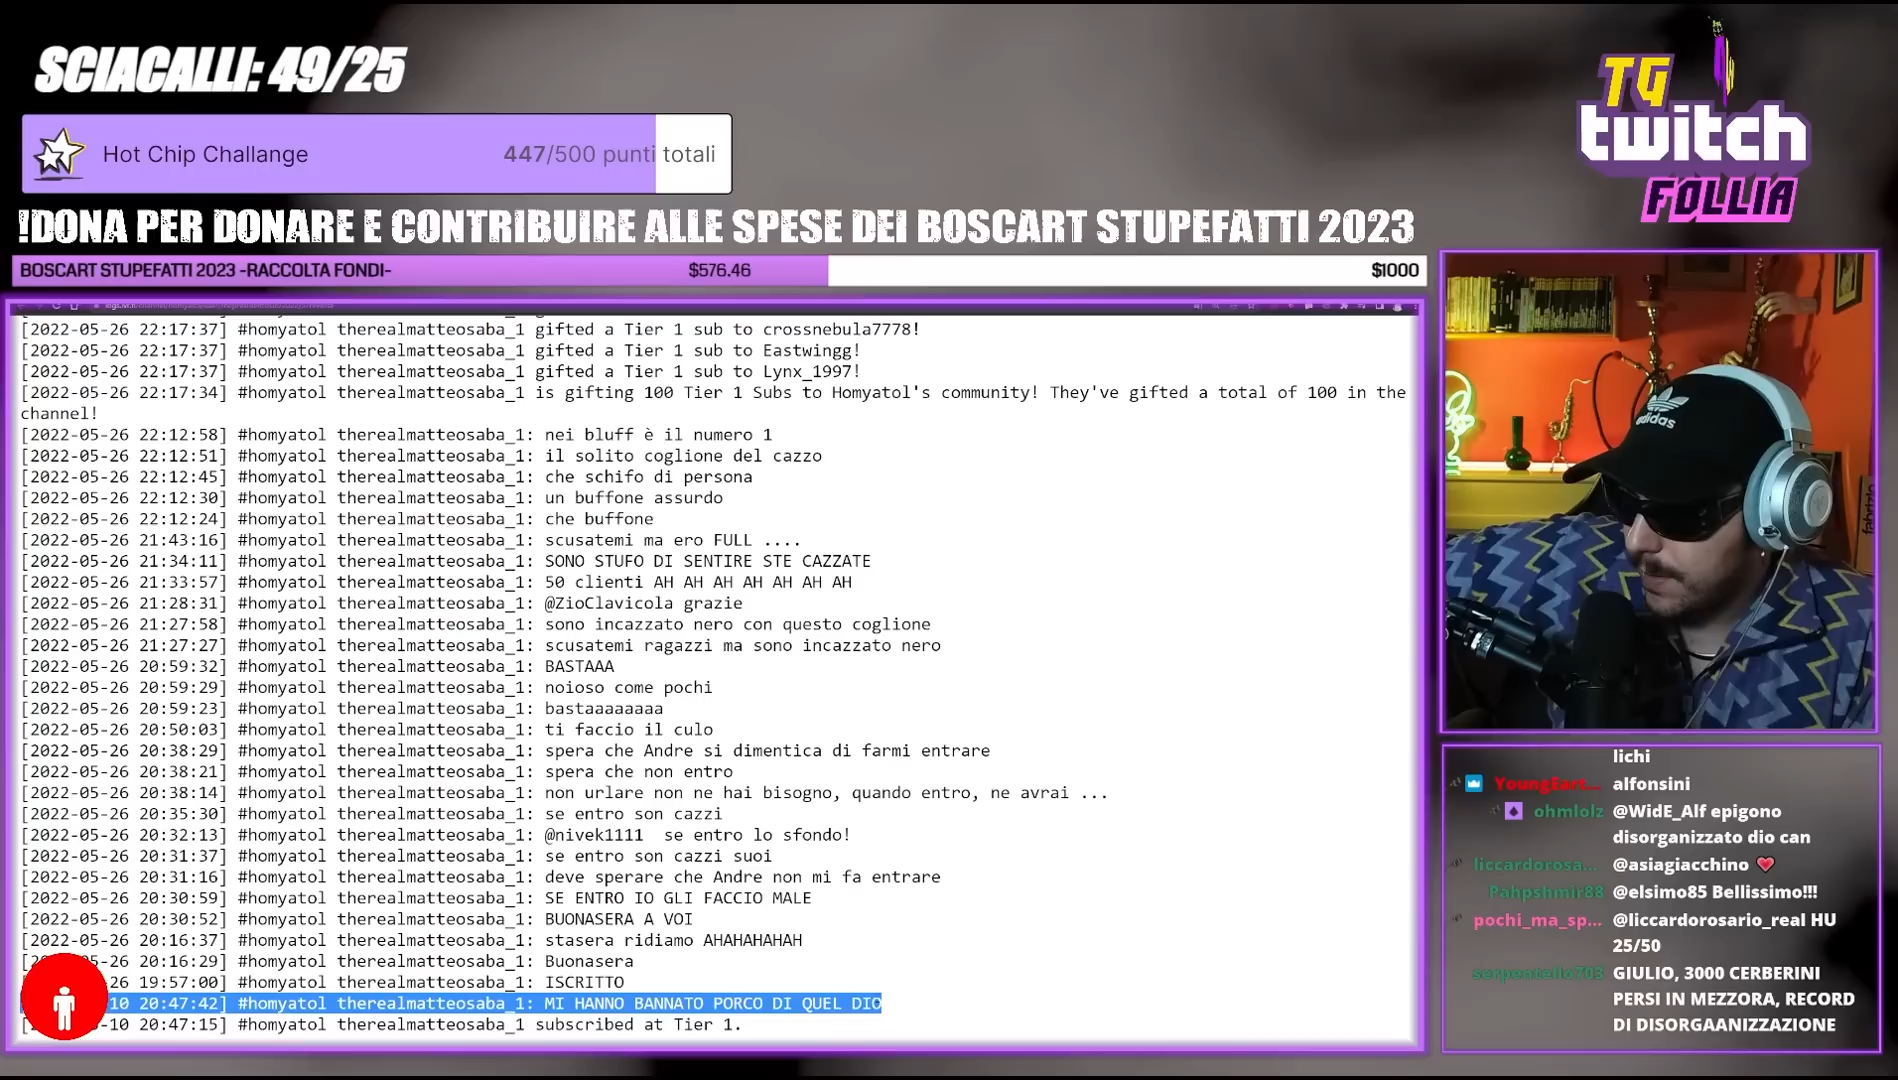 SCIACALLI: 49/25
Hot Chip Challange
447/500 punti totali
!DONA PER DONARE E CONTRIBUIRE ALLE SPESE DEI BOSCART STUPEFATTI 2023
BOSCART STUPEFATTI 2023 -RACCOLTA FONDI-
$576.46
$1000
TG
twitch
FOLLIA
[2022-05-26 22:17:37] #homyatol therealmatteosaba_1 gifted a Tier 1 sub to crossnebula7778!
[2022-05-26 22:17:37] #homyatol therealmatteosaba_1 gifted a Tier 1 sub to Eastwingg!
[2022-05-26 22:17:37] #homyatol therealmatteosaba_1 gifted a Tier 1 sub to Lynx_1997!
[2022-05-26 22:17:34] #homyatol therealmatteosaba_1 is gifting 100 Tier 1 Subs to Homyatol's community! They've gifted a total of 100 in the
channel!
[2022-05-26 22:12:58] #homyatol therealmatteosaba_1: nei bluff è il numero 1
[2022-05-26 22:12:51] #homyatol therealmatteosaba_1: il solito coglione del cazzo
[2022-05-26 22:12:45] #homyatol therealmatteosaba_1: che schifo di persona
[2022-05-26 22:12:30] #homyatol therealmatteosaba_1: un buffone assurdo
[2022-05-26 22:12:24] #homyatol therealmatteosaba_1: che buffone
[2022-05-26 21:43:16] #homyatol therealmatteosaba_1: scusatemi ma ero FULL ....
[2022-05-26 21:34:11] #homyatol therealmatteosaba_1: SONO STUFO DI SENTIRE STE CAZZATE
[2022-05-26 21:33:57] #homyatol therealmatteosaba_1: 50 clienti AH AH AH AH AH AH AH
[2022-05-26 21:28:31] #homyatol therealmatteosaba_1: @ZioClavicola grazie
[2022-05-26 21:27:58] #homyatol therealmatteosaba_1: sono incazzato nero con questo coglione
[2022-05-26 21:27:27] #homyatol therealmatteosaba_1: scusatemi ragazzi ma sono incazzato nero
[2022-05-26 20:59:32] #homyatol therealmatteosaba_1: BASTAAA
[2022-05-26 20:59:29] #homyatol therealmatteosaba_1: noioso come pochi
[2022-05-26 20:59:23] #homyatol therealmatteosaba_1: bastaaaaaaaa
[2022-05-26 20:50:03] #homyatol therealmatteosaba_1: ti faccio il culo
[2022-05-26 20:38:29] #homyatol therealmatteosaba_1: spera che Andre si dimentica di farmi entrare
[2022-05-26 20:38:21] #homyatol therealmatteosaba_1: spera che non entro
[2022-05-26 20:38:14] #homyatol therealmatteosaba_1: non urlare non ne hai bisogno, quando entro, ne avrai ...
[2022-05-26 20:35:30] #homyatol therealmatteosaba_1: se entro son cazzi
[2022-05-26 20:32:13] #homyatol therealmatteosaba_1: @nivek1111  se entro lo sfondo!
[2022-05-26 20:31:37] #homyatol therealmatteosaba_1: se entro son cazzi suoi
[2022-05-26 20:31:16] #homyatol therealmatteosaba_1: deve sperare che Andre non mi fa entrare
[2022-05-26 20:30:59] #homyatol therealmatteosaba_1: SE ENTRO IO GLI FACCIO MALE
[2022-05-26 20:30:52] #homyatol therealmatteosaba_1: BUONASERA A VOI
[2022-05-26 20:16:37] #homyatol therealmatteosaba_1: stasera ridiamo AHAHAHAHAH
5-26 20:16:29] #homyatol therealmatteosaba_1: Buonasera
26 19:57:00] #homyatol therealmatteosaba_1: ISCRITTO
10 20:47:42] #homyatol therealmatteosaba_1: MI HANNO BANNATO PORCO DI QUEL DIO
-10 20:47:15] #homyatol therealmatteosaba_1 subscribed at Tier 1.
adidas
fabrizio
lichi
YoungEart... alfonsini
ohmlolz @WidE_Alf epigono
disorganizzato dio can
liccardorosa... @asiagiacchino
Pahpshmir88 @elsimo85 Bellissimo!!!
pochi_ma_sp... @liccardorosario_real HU
25/50
serpentello703 GIULIO, 3000 CERBERINI
PERSI IN MEZZORA, RECORD
DI DISORGAANIZZAZIONE